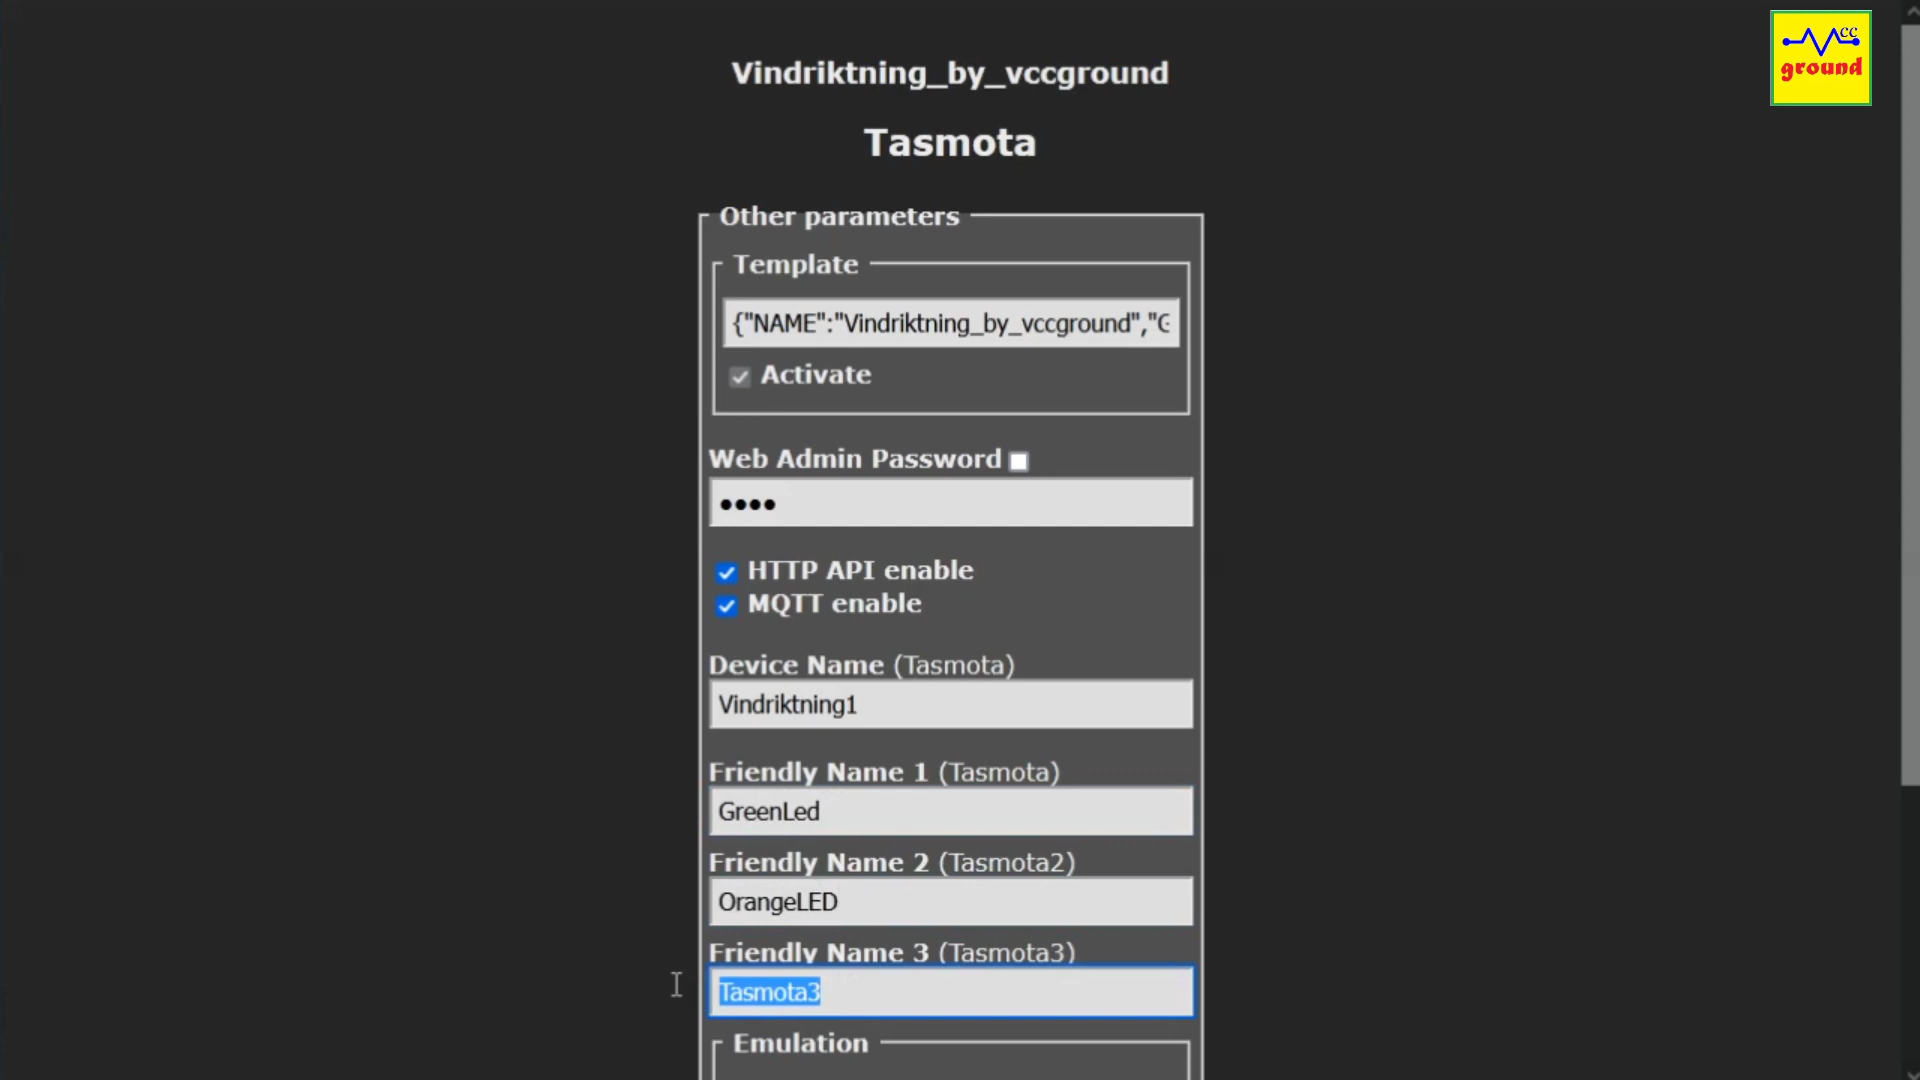 cc
ground
Vindriktning_by_vccground
Tasmota
Other parameters
Template
{"NAME":"Vindriktning_by_vccground","G
Activate
Web Admin Password
••••
HTTP API enable
MQTT enable
Device Name (Tasmota)
Vindriktning1
Friendly Name 1 (Tasmota)
GreenLed
Friendly Name 2 (Tasmota2)
OrangeLED
Friendly Name 3 (Tasmota3)
Tasmota3
Emulation